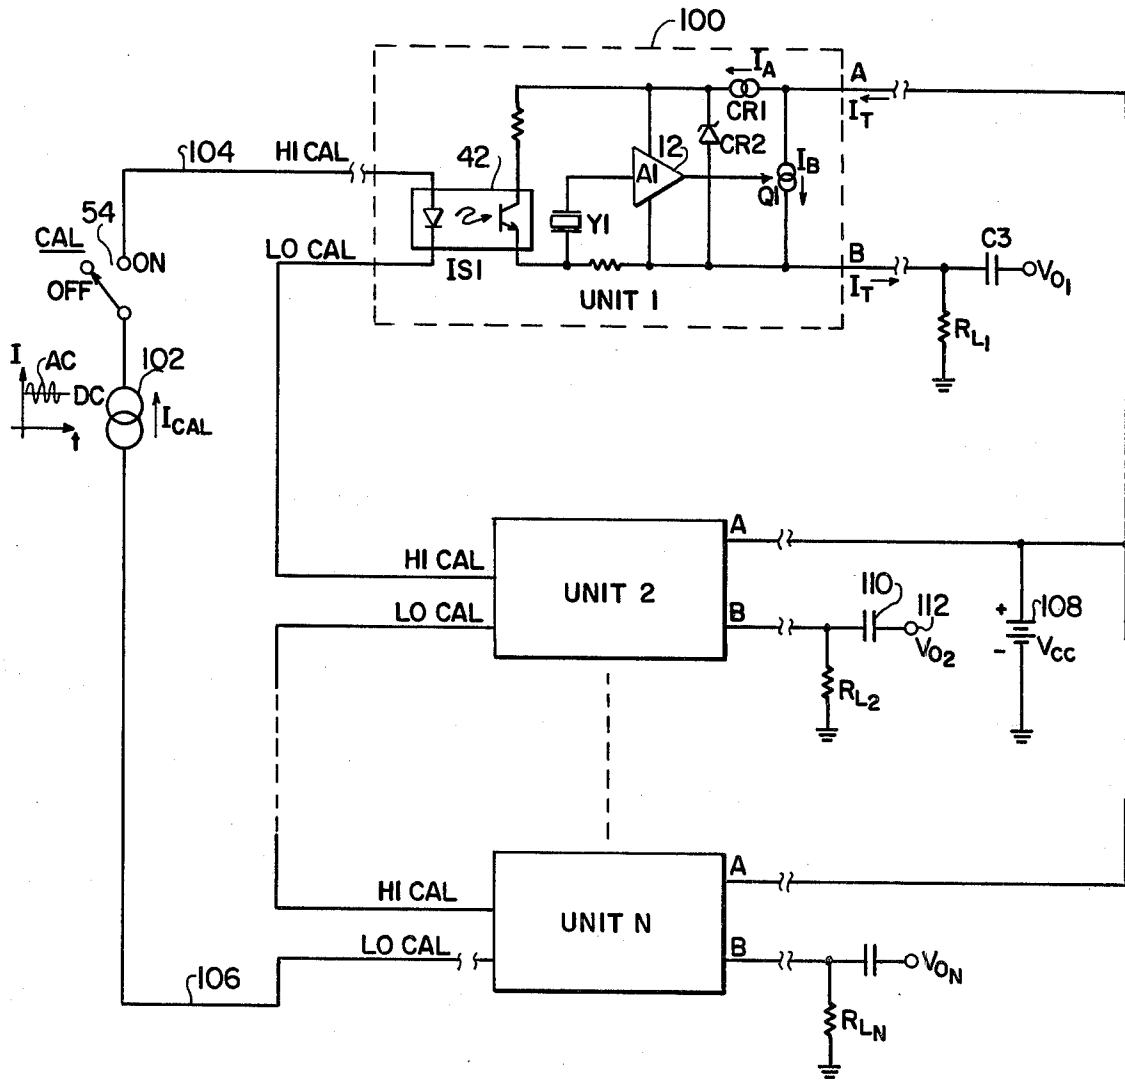 100
I_A
A
CR1
I_T
104
HI CAL
42
12
CR2
A1
I_B
Q1
54
CAL
ON
Y1
LO CAL
B
C3
V_O1
OFF
IS1
UNIT 1
I_T
R_L1
I
AC
102
DC
I_CAL
t
A
HI CAL
UNIT 2
110
112
108
LO CAL
B
+
V_O2
-
V_CC
R_L2
A
HI CAL
UNIT N
LO CAL
B
V_ON
106
R_LN